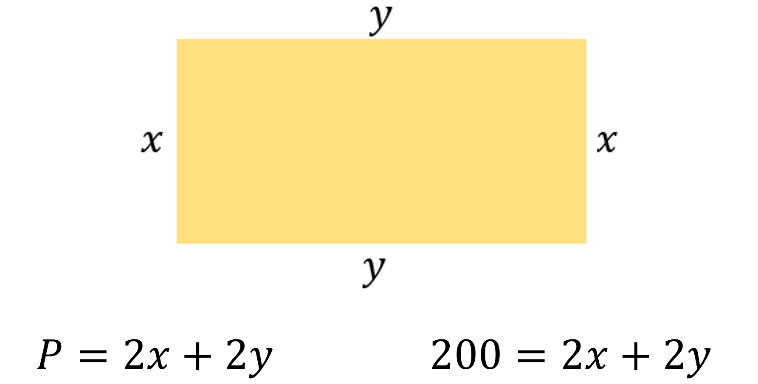 𝑦
𝑥 𝑥
𝑦
𝑃 = 2𝑥 + 2𝑦 200 = 2𝑥 + 2𝑦